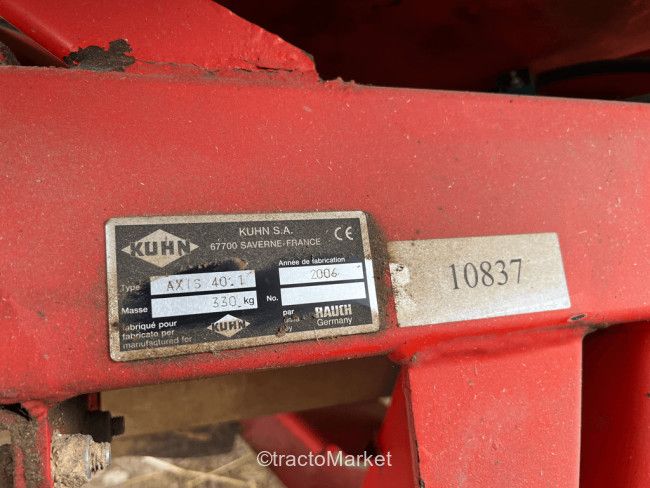 KUHN
KUHN S.A.
67700 SAVERNE-FRANCE
CE
Type AXIS 40.1
Année de fabrication
2006
Masse 330 kg No.
fabriqué pour
fabricato per
manufactured for
KUHN
par
by
RAUCH
Germany
10837
©tractoMarket